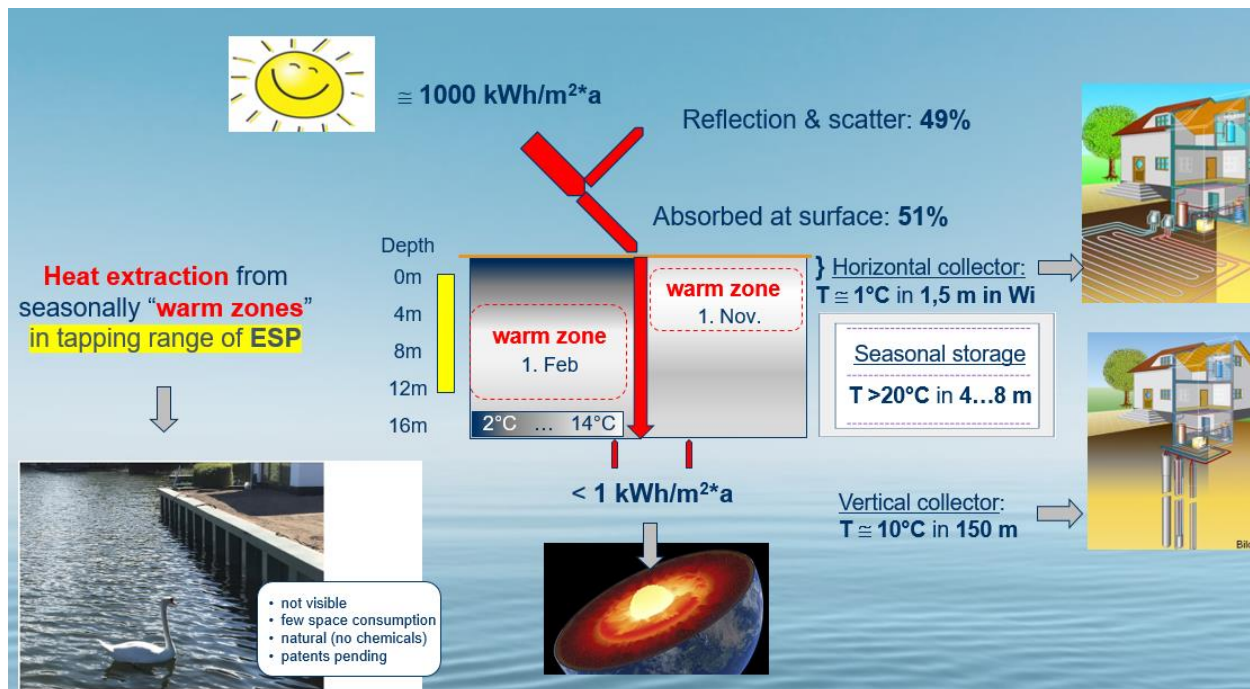 ≅ 1000 kWh/m²*a
Reflection & scatter: 49%
Absorbed at surface: 51%
Heat extraction from
seasonally “warm zones”
in tapping range of ESP
Depth
0m
4m
8m
12m
16m
warm zone
1. Feb
2°C ... 14°C
warm zone
1. Nov.
} Horizontal collector:
T ≅ 1°C in 1,5 m in Wi
Seasonal storage
T >20°C in 4…8 m
< 1 kWh/m²*a
Vertical collector:
T ≅ 10°C in 150 m
• not visible
• few space consumption
• natural (no chemicals)
• patents pending